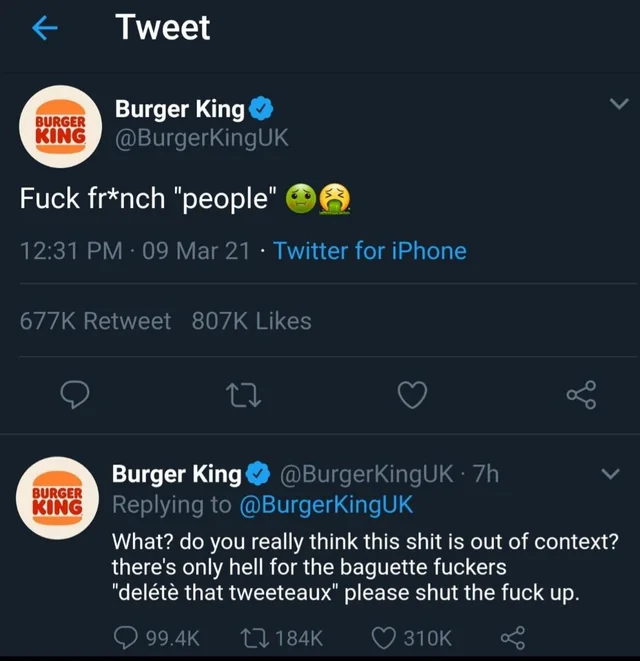 Tweet
BURGER
KING
Burger King
@BurgerKingUK
Fuck fr*nch "people" 🤢🤮
12:31 PM · 09 Mar 21 · Twitter for iPhone
677K Retweet 807K Likes
BURGER
KING
Burger King @BurgerKingUK · 7h
Replying to @BurgerKingUK
What? do you really think this shit is out of context?
there's only hell for the baguette fuckers
"delétè that tweeteaux" please shut the fuck up.
99.4K 184K 310K